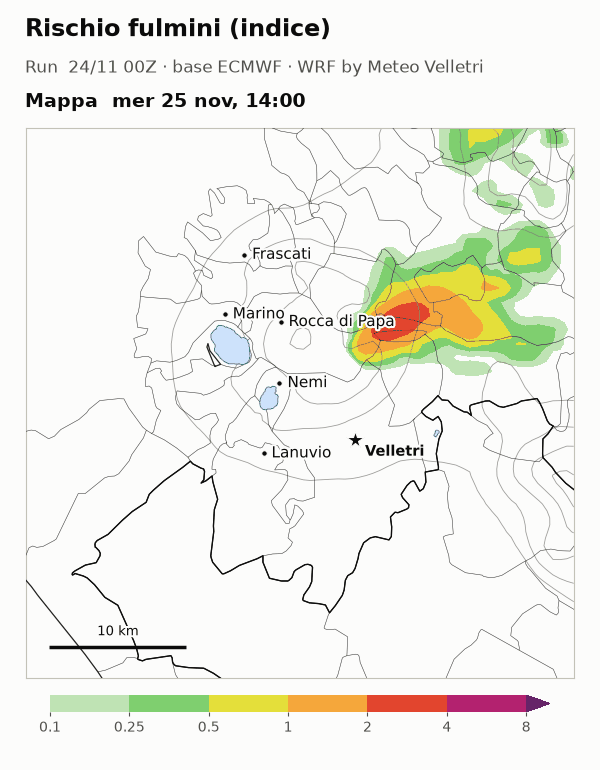 Rischio fulmini (indice)
Run  24/11 00Z · base ECMWF · WRF by Meteo Velletri
Mappa  mer 25 nov, 14:00
Frascati
Marino
Rocca di Papa
Nemi
Velletri
Lanuvio
10 km
0.1 0.25 0.5 1 2 4 8